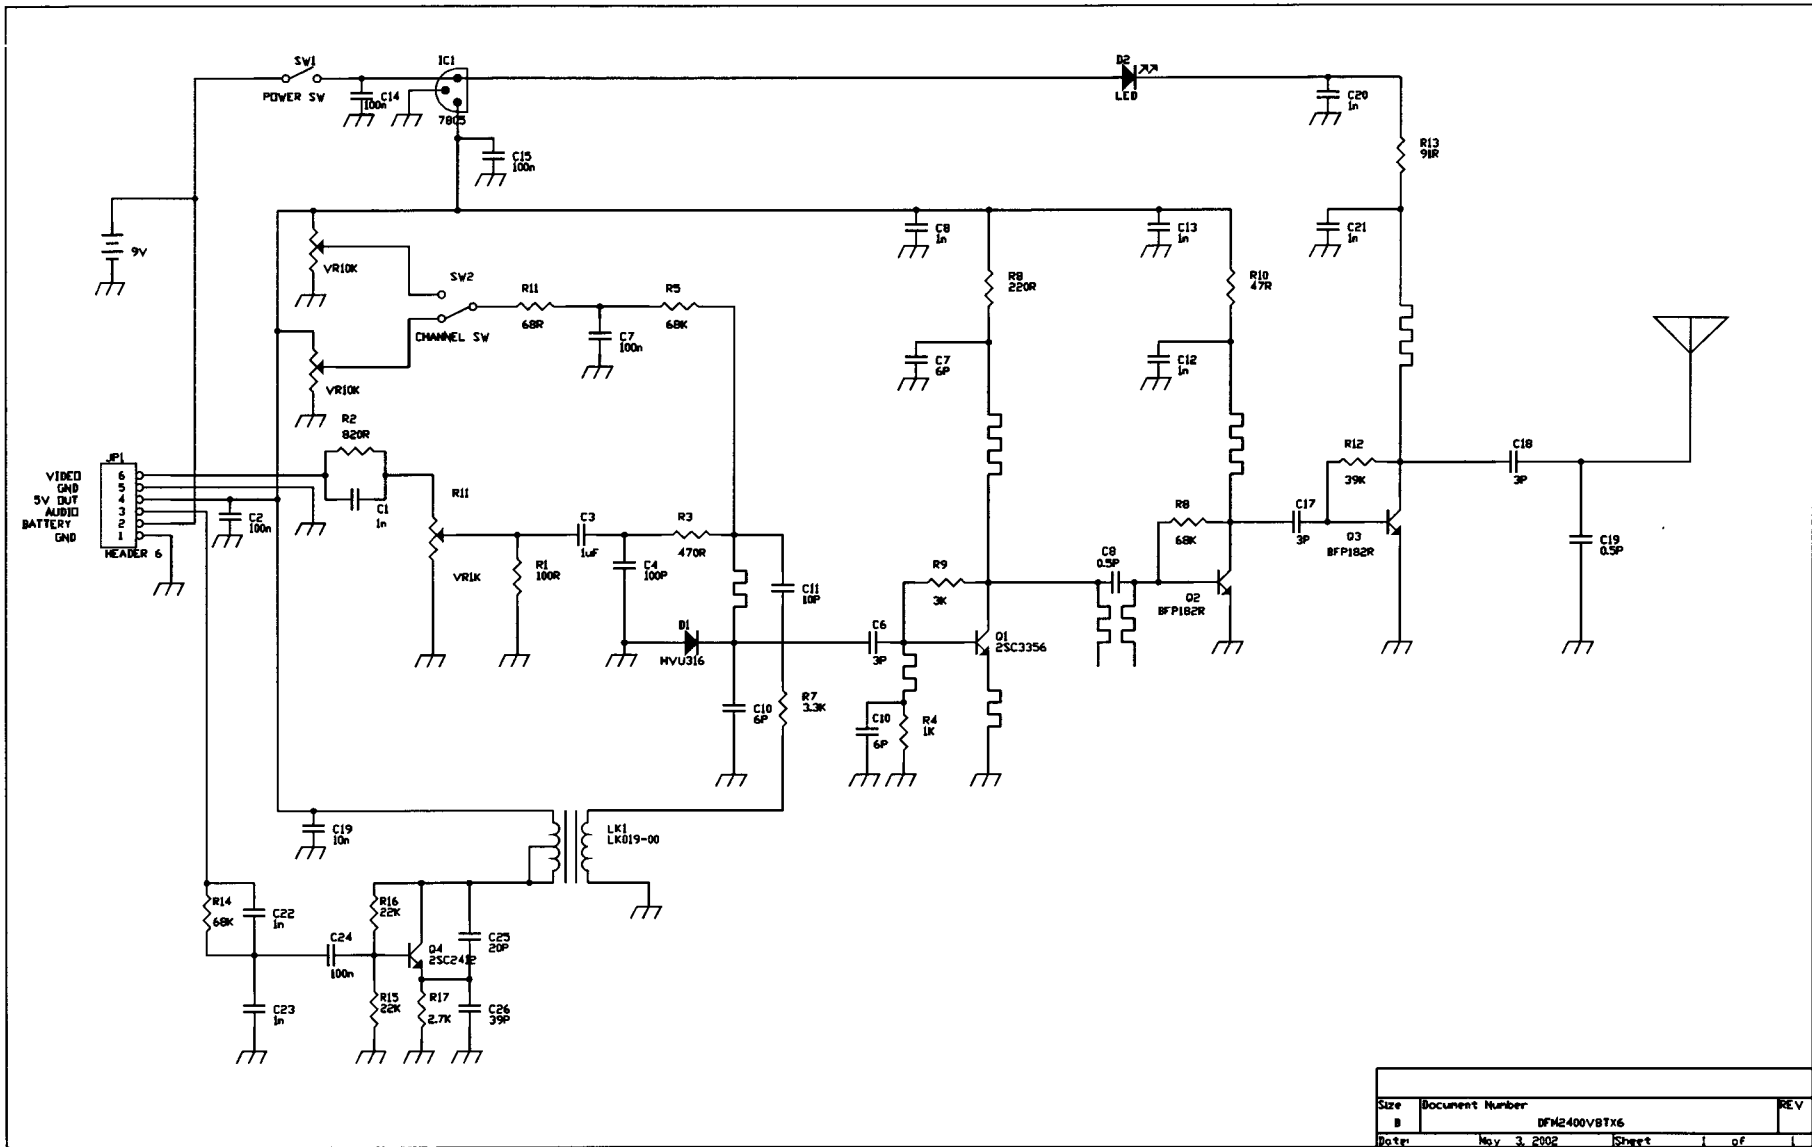 SW1
POWER SW
C14
100n
IC1
7805
C15
100n
D2
LED
C20
1n
R13
91R
9V
VR10K
SW2
CHANNEL SW
VR10K
R11
68R
C7
100n
R5
68K
C8
1n
R8
220R
C7
6P
C13
1n
R10
47R
C12
1n
C21
1n
R2
820R
C1
1n
JP1
VIDEO 6
GND 5
5V OUT 4
AUDIO 3
BATTERY 2
GND 1
HEADER 6
C2
100n
R11
VR1K
R1
100R
C3
1uF
C4
100P
R3
470R
C11
10P
D1
MVU316
C10
6P
R7
3.3K
C6
3P
R9
3K
Q1
2SC3356
C10
6P
R4
1K
C8
0.5P
R8
68K
Q2
BFP182R
C17
3P
R12
39K
Q3
BFP182R
C18
3P
C19
0.5P
C19
10n
LK1
LK019-00
R14
68K
C22
1n
C23
1n
C24
100n
R16
22K
R15
22K
Q4
2SC2412
R17
2.7K
C25
20P
C26
39P
Size Document Number REV
B DFM2400VBTX6
Date: May 3, 2002 Sheet 1 of 1